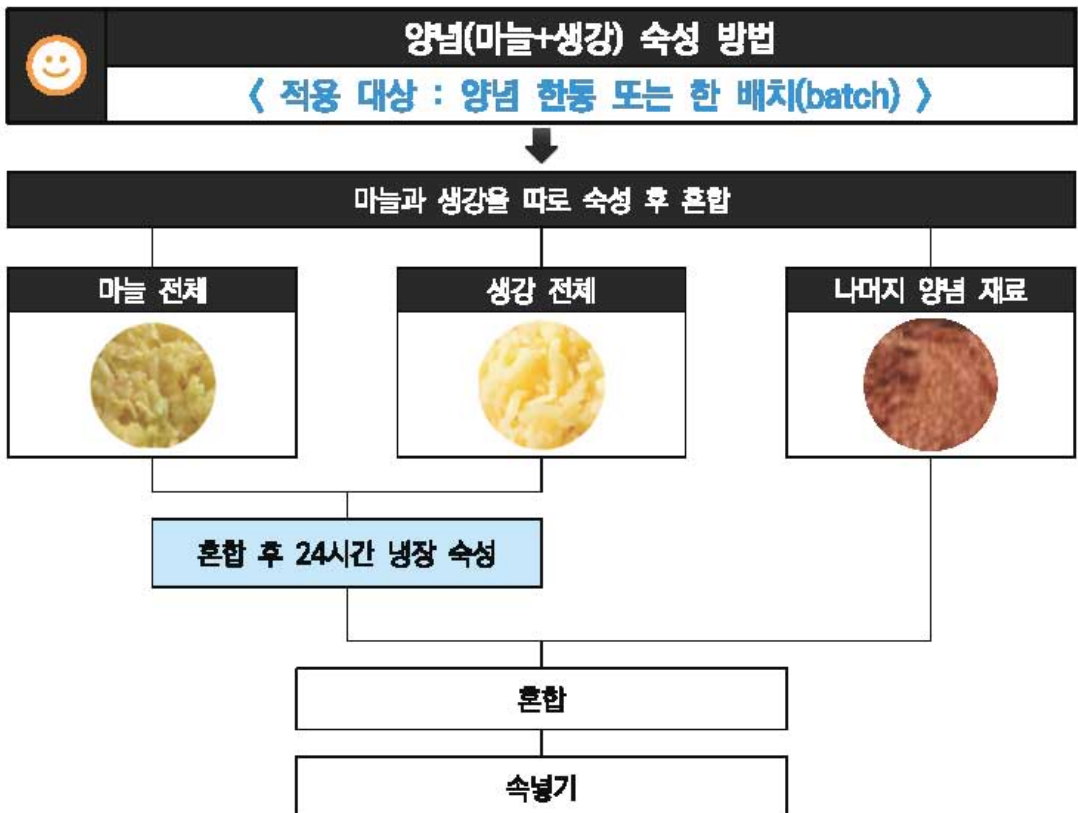 양념(마늘+생강) 숙성 방법
< 적용 대상 : 양념 한통 또는 한 배치(batch) >
마늘과 생강을 따로 숙성 후 혼합
마늘 전체
생강 전체
나머지 양념 재료
혼합 후 24시간 냉장 숙성
혼합
속넣기